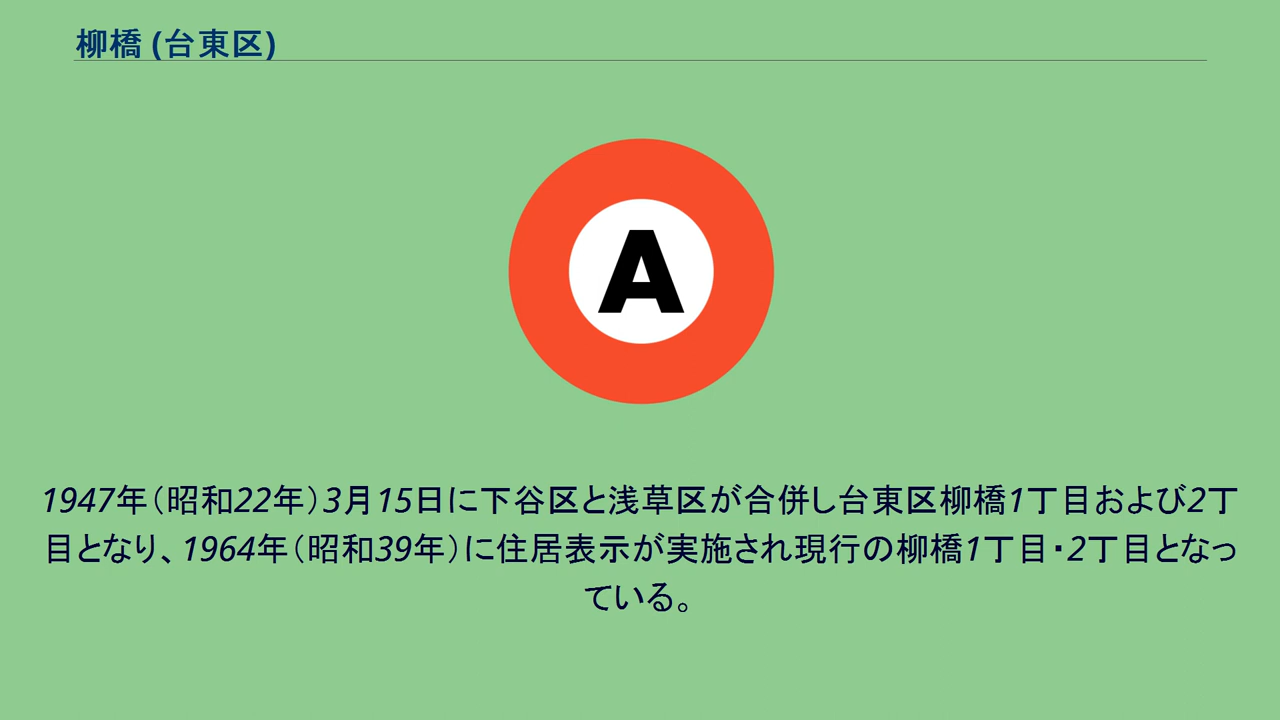 柳橋 (台東区)
A
1947年（昭和22年）3月15日に下谷区と浅草区が合併し台東区柳橋1丁目および2丁
目となり、1964年（昭和39年）に住居表示が実施され現行の柳橋1丁目・2丁目となっ
ている。